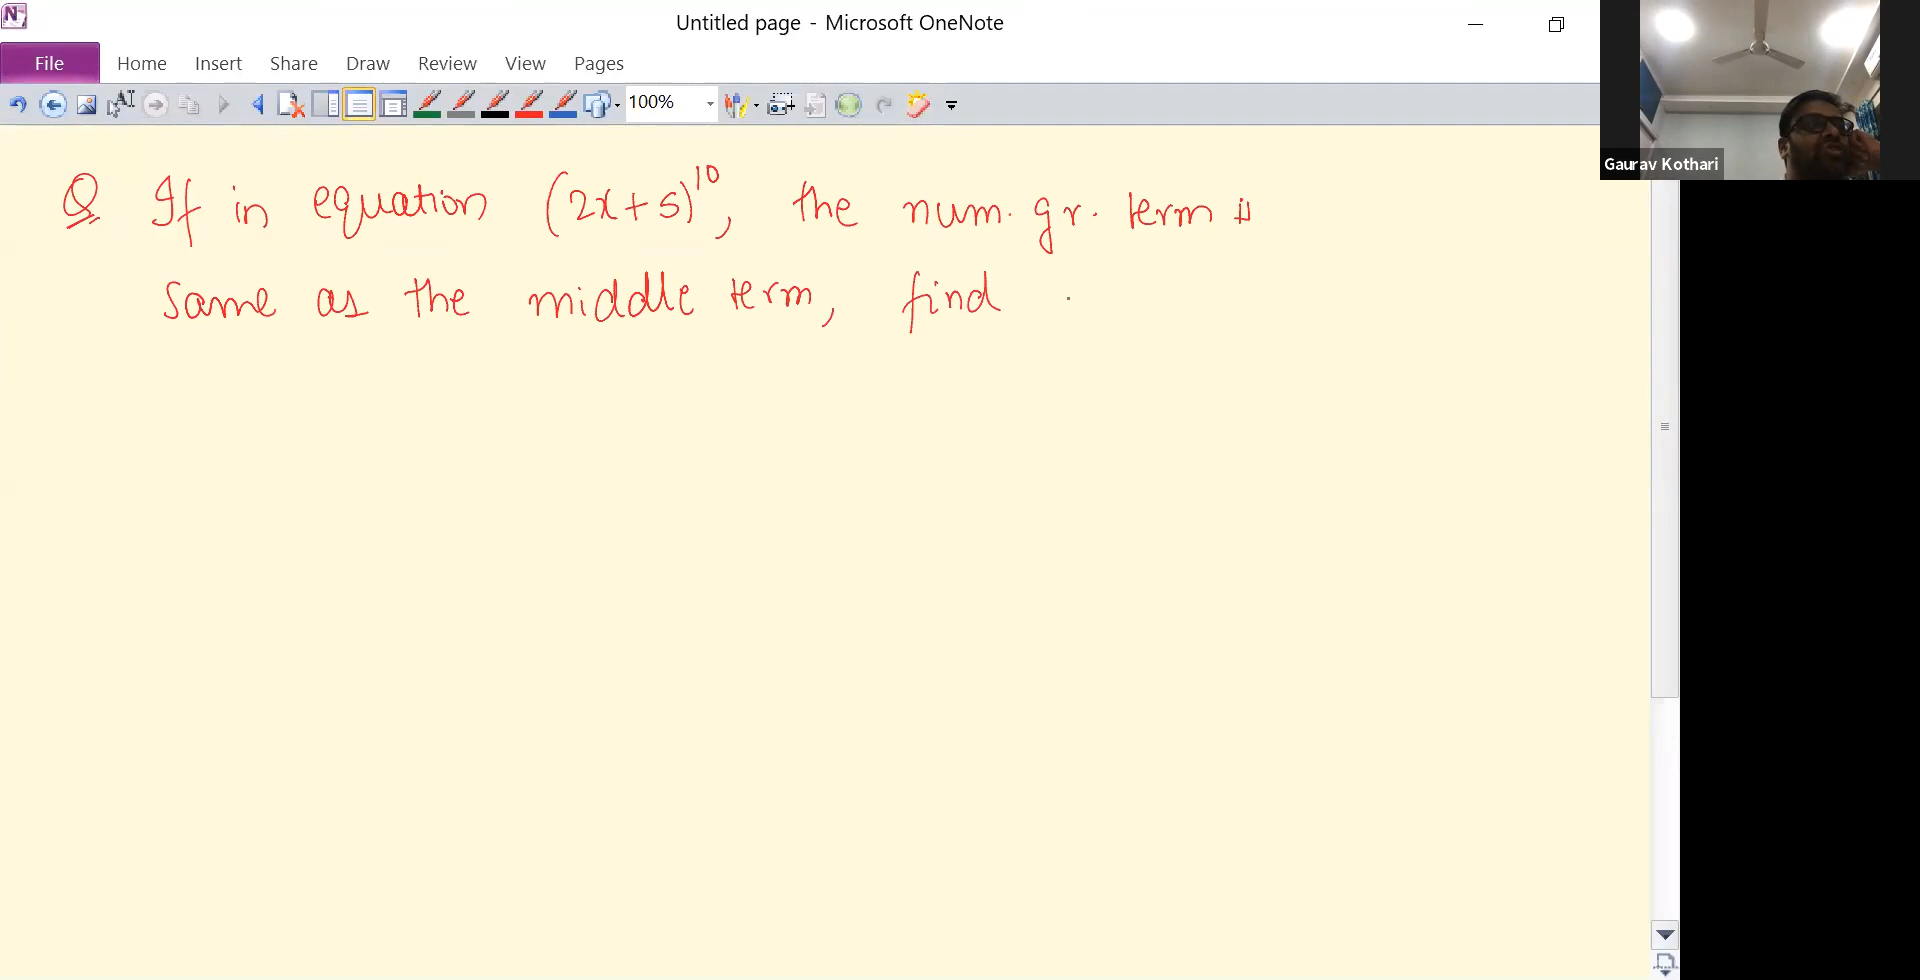 Untitled page - Microsoft OneNote
File Home Insert Share Draw Review View Pages
100%
Gaurav Kothari
Q If in equation (2x+5)^10, the num. gr. term is
same as the middle term, find